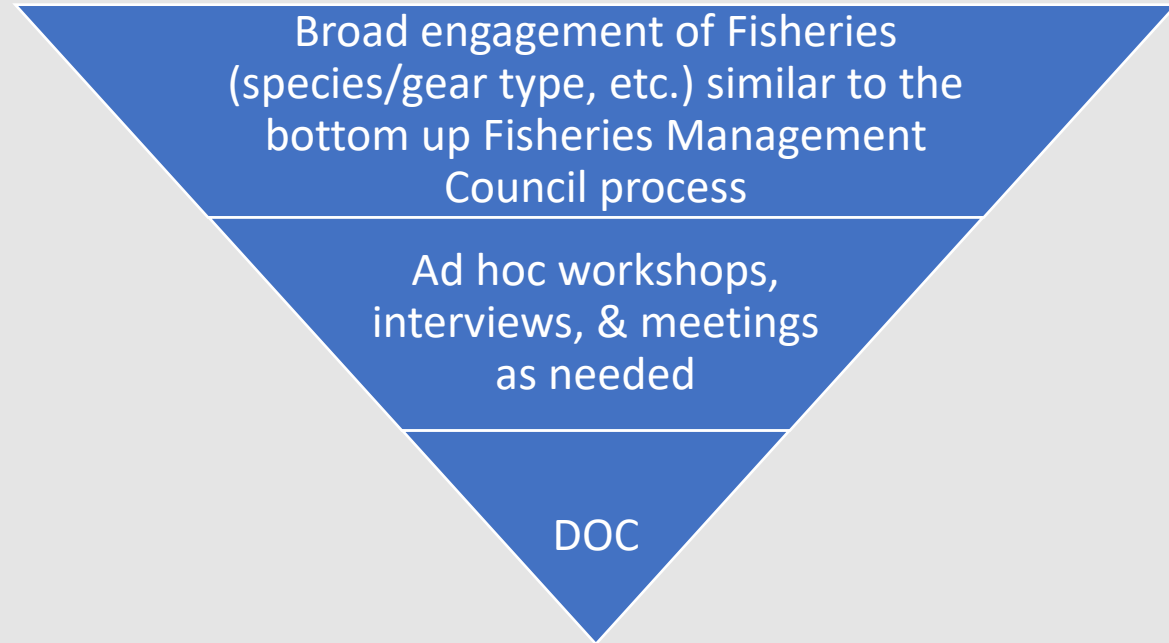 Broad engagement of Fisheries
(species/gear type, etc.) similar to the
bottom up Fisheries Management
Council process
Ad hoc workshops,
interviews, & meetings
as needed
DOC